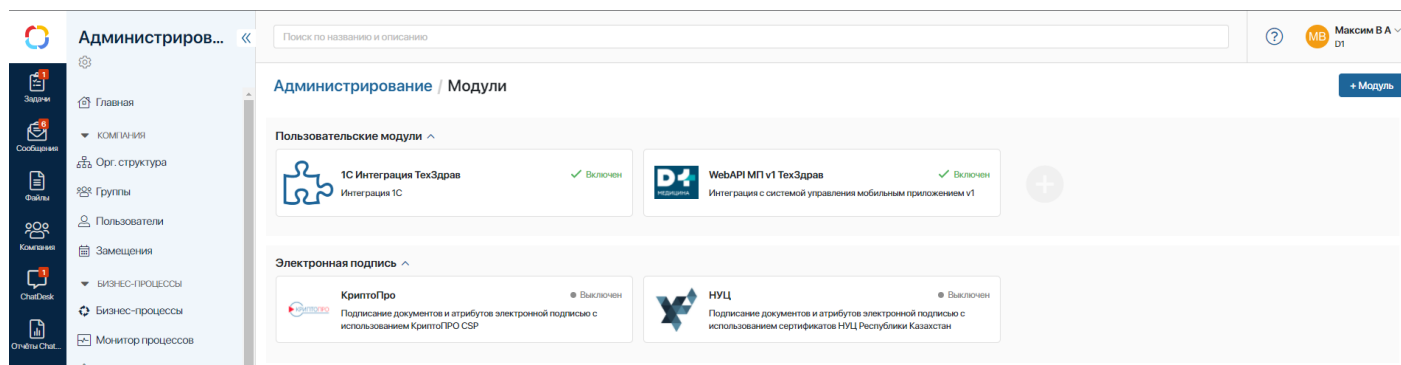 Администриров...
Поиск по названию и описанию
?
МВ
Максим В А
D1
1
Задачи
6
Сообщения
Файлы
Компания
1
ChatDesk
Отчёты Chat...
Главная
КОМПАНИЯ
Орг. структура
Группы
Пользователи
Замещения
БИЗНЕС-ПРОЦЕССЫ
Бизнес-процессы
Монитор процессов
Администрирование / Модули
+ Модуль
Пользовательские модули
1С Интеграция ТехЗдрав
Включен
Интеграция 1С
D1
МЕДИЦИНА
WebAPI МП v1 ТехЗдрав
Включен
Интеграция с системой управления мобильным приложением v1
Электронная подпись
КРИПТОПРО
КриптоПро
Выключен
Подписание документов и атрибутов электронной подписью с
использованием КриптоПРО CSP
НУЦ
Выключен
Подписание документов и атрибутов электронной подписью с
использованием сертификатов НУЦ Республики Казахстан